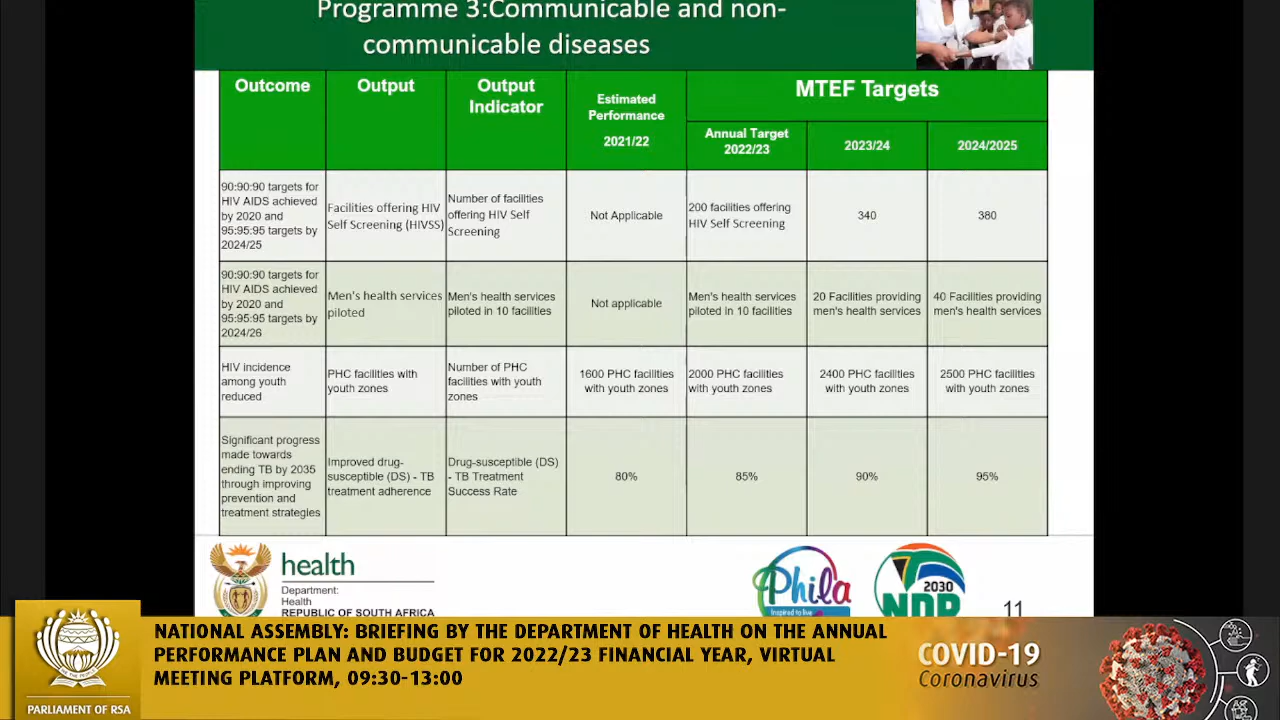 Programme 3:Communicable and non-
communicable diseases
Outcome
Output
Output
Indicator
Estimated
Performance
2021/22
MTEF Targets
Annual Target
2022/23
2023/24
2024/2025
90:90:90 targets for
HIV AIDS achieved
by 2020 and
95:95:95 targets by
2024/25
Facilities offering HIV
Self Screening (HIVSS)
Number of facilities
offering HIV Self
Screening
Not Applicable
200 facilities offering
HIV Self Screening
340
380
90:90:90 targets for
HIV AIDS achieved
by 2020 and
95:95:95 targets by
2024/26
Men's health services
piloted
Men's health services
piloted in 10 facilities
Not applicable
Men's health services
piloted in 10 facilities
20 Facilities providing
men's health services
40 Facilities providing
men's health services
HIV incidence
among youth
reduced
PHC facilities with
youth zones
Number of PHC
facilities with youth
zones
1600 PHC facilities
with youth zones
2000 PHC facilities
with youth zones
2400 PHC facilities
with youth zones
2500 PHC facilities
with youth zones
Significant progress
made towards
ending TB by 2035
through improving
prevention and
treatment strategies
Improved drug-
susceptible (DS) - TB
treatment adherence
Drug-susceptible (DS)
- TB Treatment
Success Rate
80%
85%
90%
95%
health
Department:
Health
REPUBLIC OF SOUTH AFRICA
Phila
Inspired to live
2030
NDP
11
NATIONAL ASSEMBLY: BRIEFING BY THE DEPARTMENT OF HEALTH ON THE ANNUAL
PERFORMANCE PLAN AND BUDGET FOR 2022/23 FINANCIAL YEAR, VIRTUAL
MEETING PLATFORM, 09:30-13:00
PARLIAMENT OF RSA
COVID-19
Coronavirus